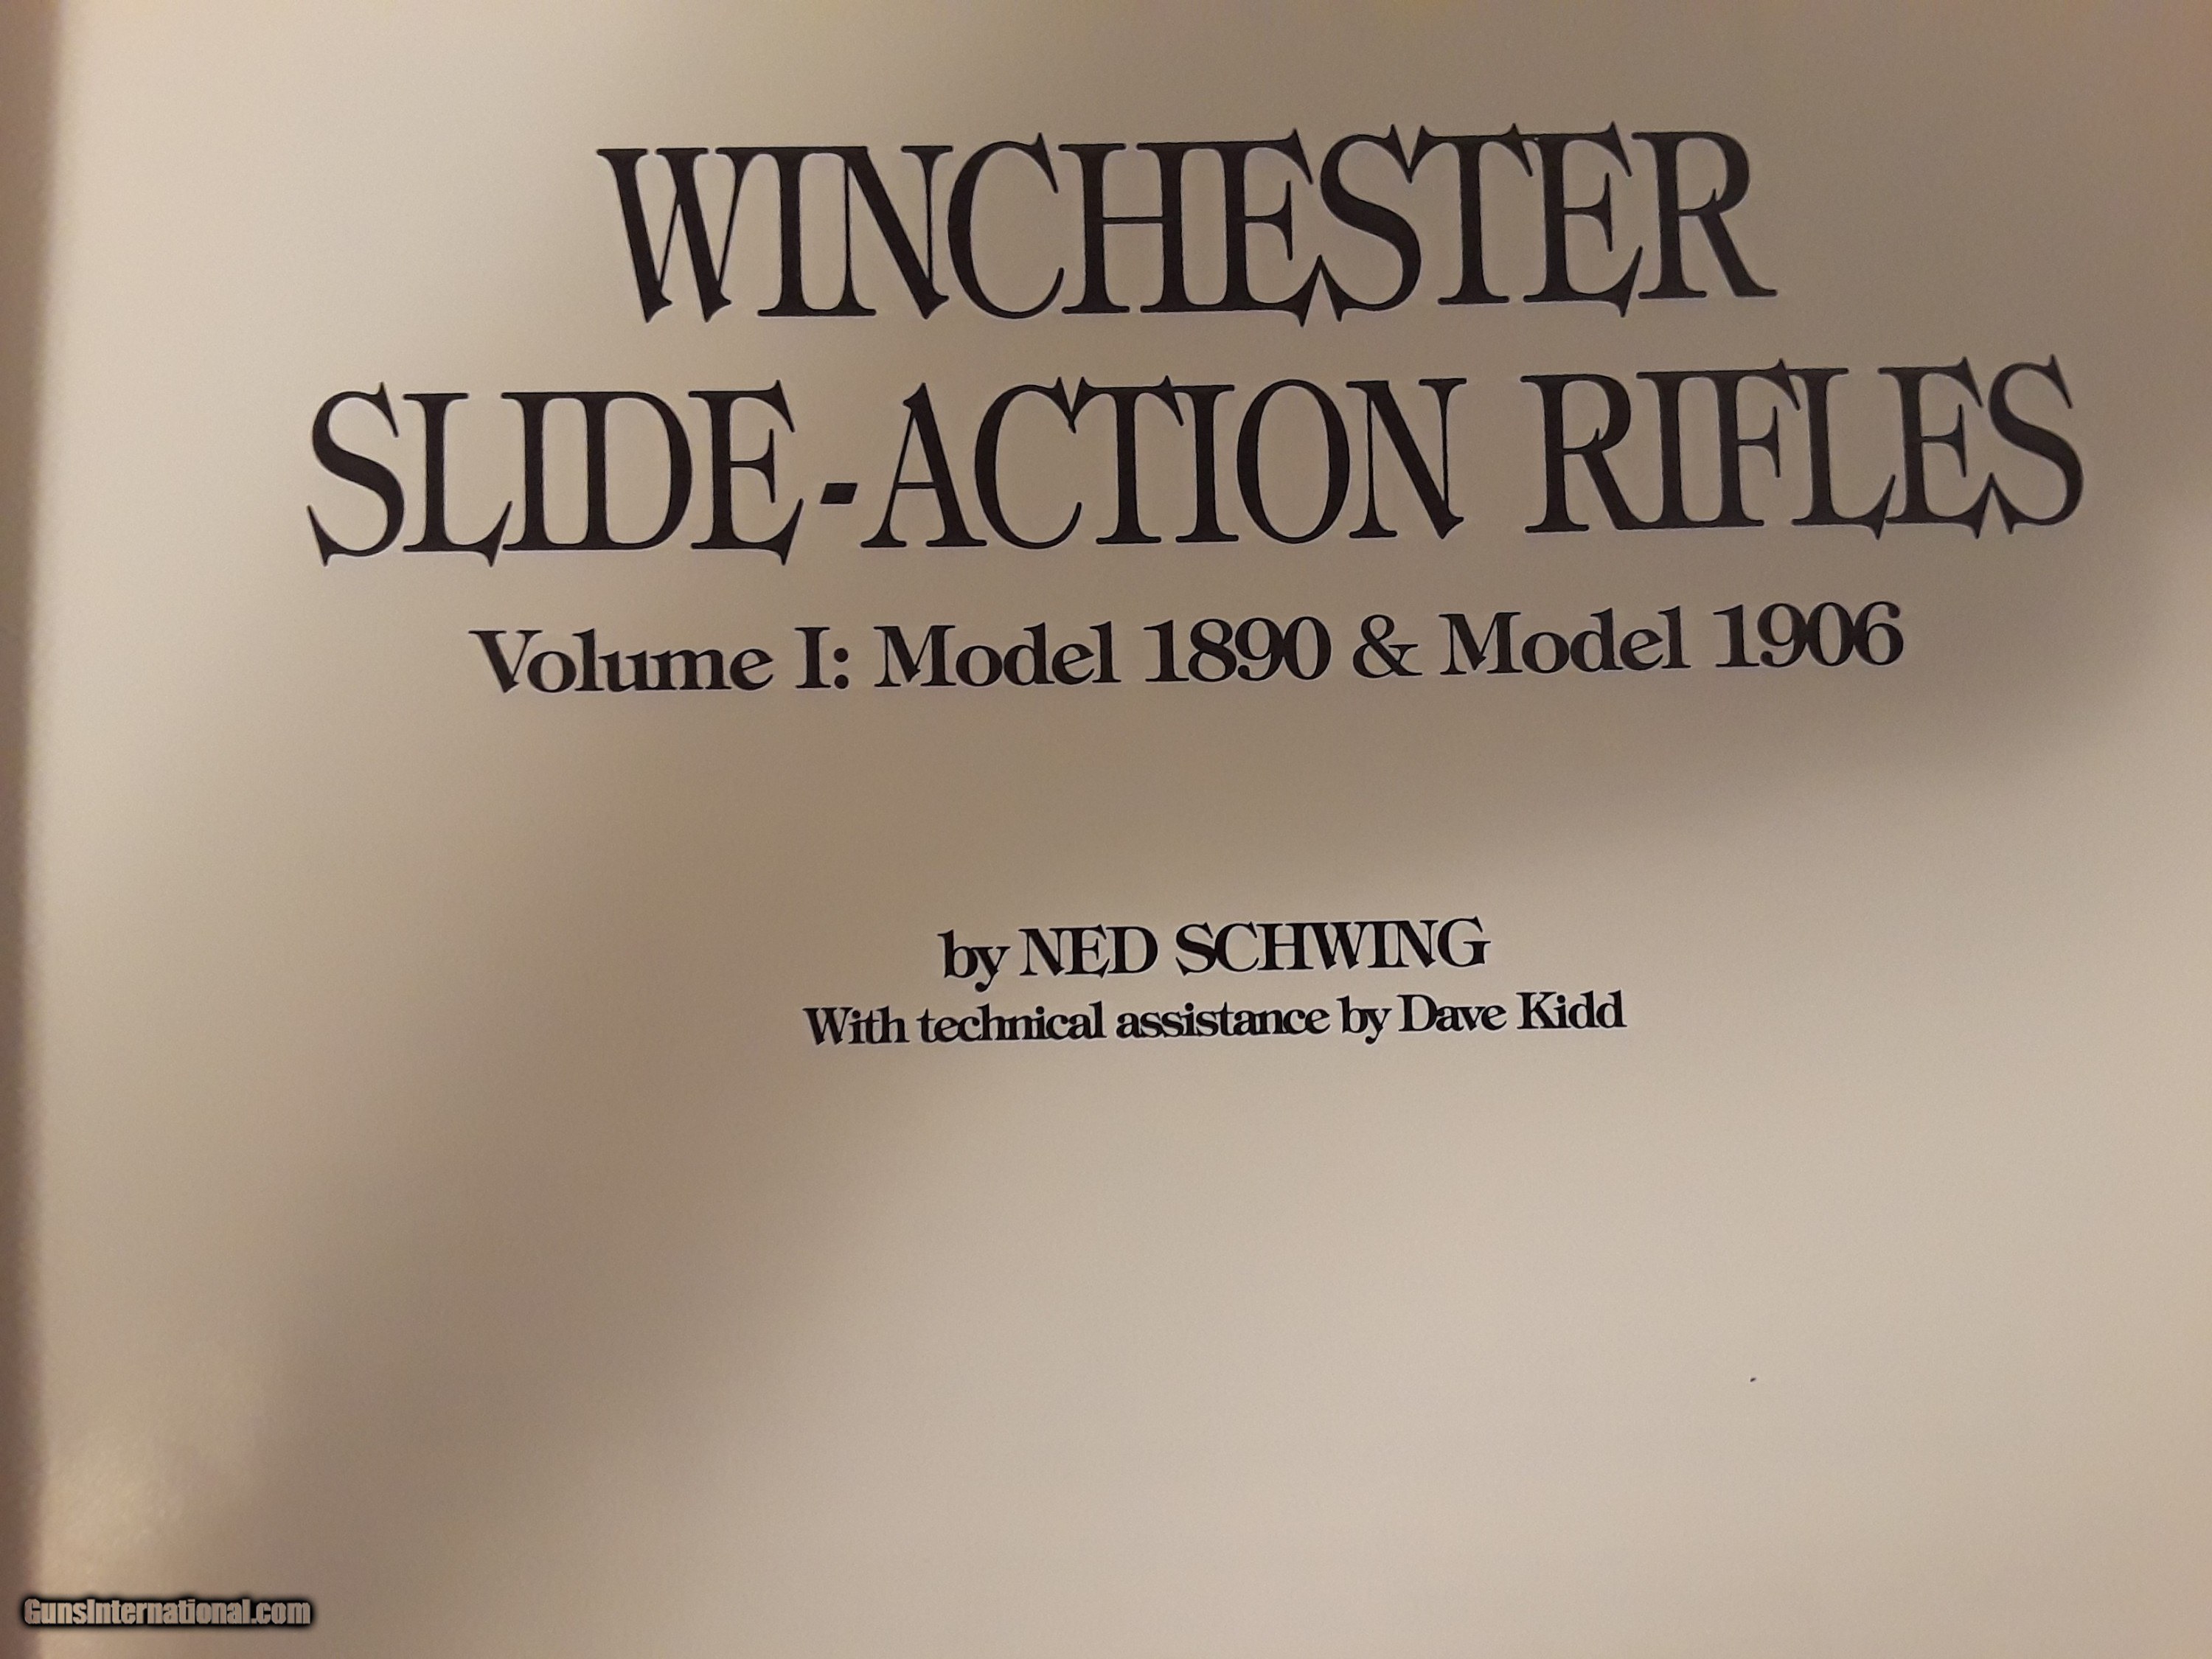 WINCHESTER
SLIDE-ACTION RIFLES
Volume I: Model 1890 & Model 1906
by NED SCHWING
With technical assistance by Dave Kidd
GunsInternational.com